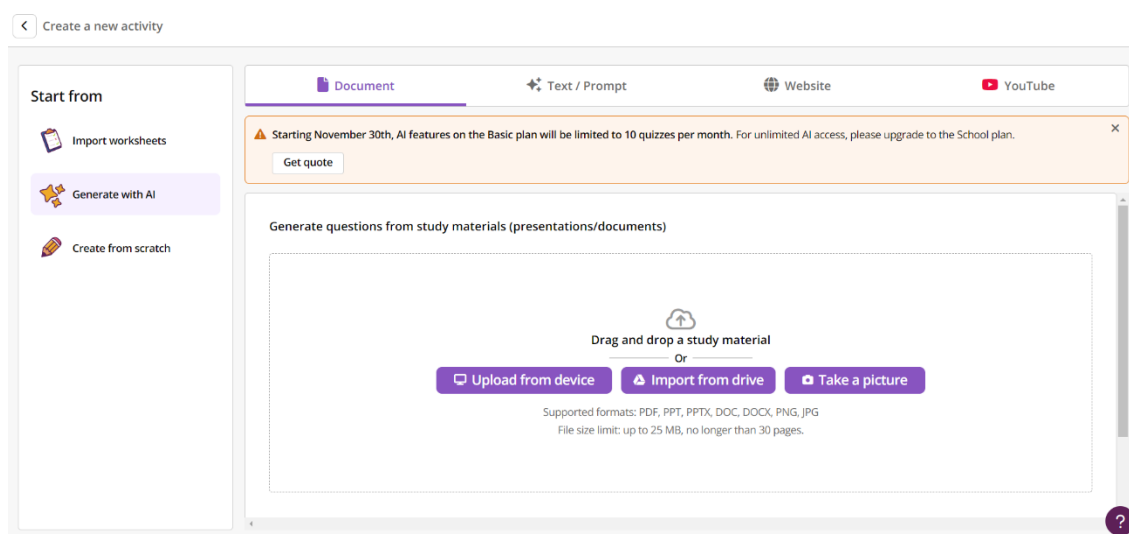 Create a new activity
Start from
Import worksheets
Generate with AI
Create from scratch
Document
Text / Prompt
Website
YouTube
Starting November 30th, AI features on the Basic plan will be limited to 10 quizzes per month. For unlimited AI access, please upgrade to the School plan.
Get quote
Generate questions from study materials (presentations/documents)
Drag and drop a study material
Or
Upload from device
Import from drive
Take a picture
Supported formats: PDF, PPT, PPTX, DOC, DOCX, PNG, JPG
File size limit: up to 25 MB, no longer than 30 pages.
?